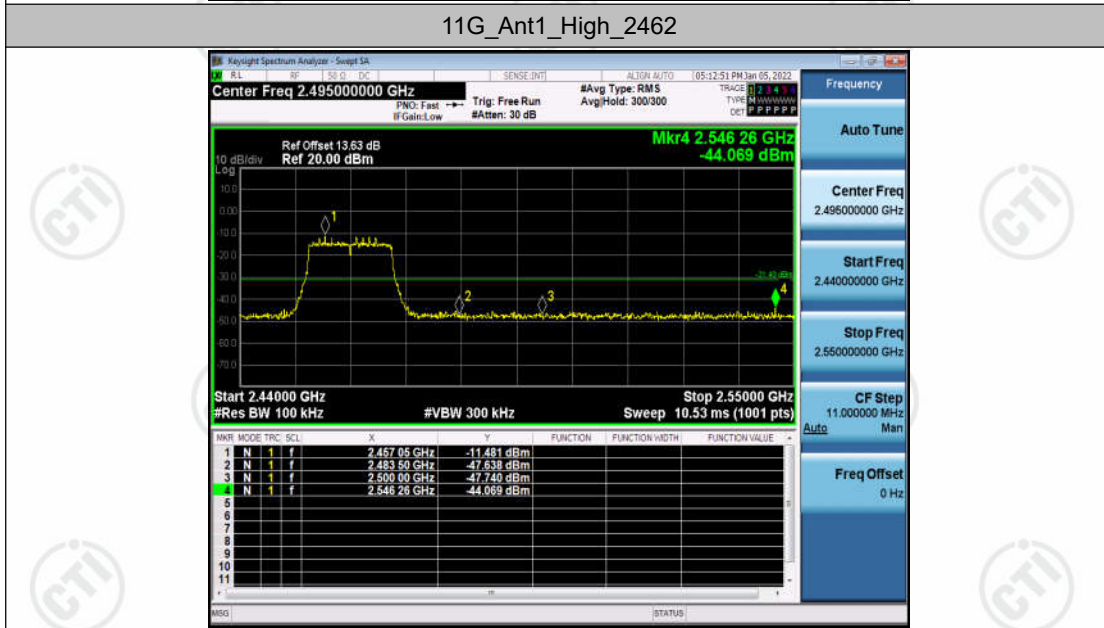 11G_Ant1_High_2462
Keysight Spectrum Analyzer - Swept SA
RL RF 50 Ω DC SENSE:INT ALIGN AUTO 05:12:51 PM Jan 05, 2022
Center Freq 2.495000000 GHz #Avg Type: RMS TRACE 1 2 3 4 5 6
PNO: Fast Trig: Free Run Avg|Hold: 300/300 TYPE M WWWWW
IFGain:Low #Atten: 30 dB DET P P P P P P
Frequency
Auto Tune
Center Freq
2.495000000 GHz
Start Freq
2.440000000 GHz
Stop Freq
2.550000000 GHz
CF Step
11.000000 MHz
Auto Man
Freq Offset
0 Hz
Mkr4 2.546 26 GHz
-44.069 dBm
Ref Offset 13.63 dB
10 dB/div Ref 20.00 dBm
Log
10.0
0.00
-10.0
-20.0
-30.0
-40.0
-50.0
-60.0
-70.0
1
2
3
4
Start 2.44000 GHz Stop 2.55000 GHz
#Res BW 100 kHz #VBW 300 kHz Sweep 10.53 ms (1001 pts)
MKR MODE TRC SCL X Y FUNCTION FUNCTION WIDTH FUNCTION VALUE
1 N 1 f 2.457 05 GHz -11.481 dBm
2 N 1 f 2.483 50 GHz -47.638 dBm
3 N 1 f 2.500 00 GHz -47.740 dBm
4 N 1 f 2.546 26 GHz -44.069 dBm
5
6
7
8
9
10
11
MSG STATUS
CTI
CTI
CTI
CTI